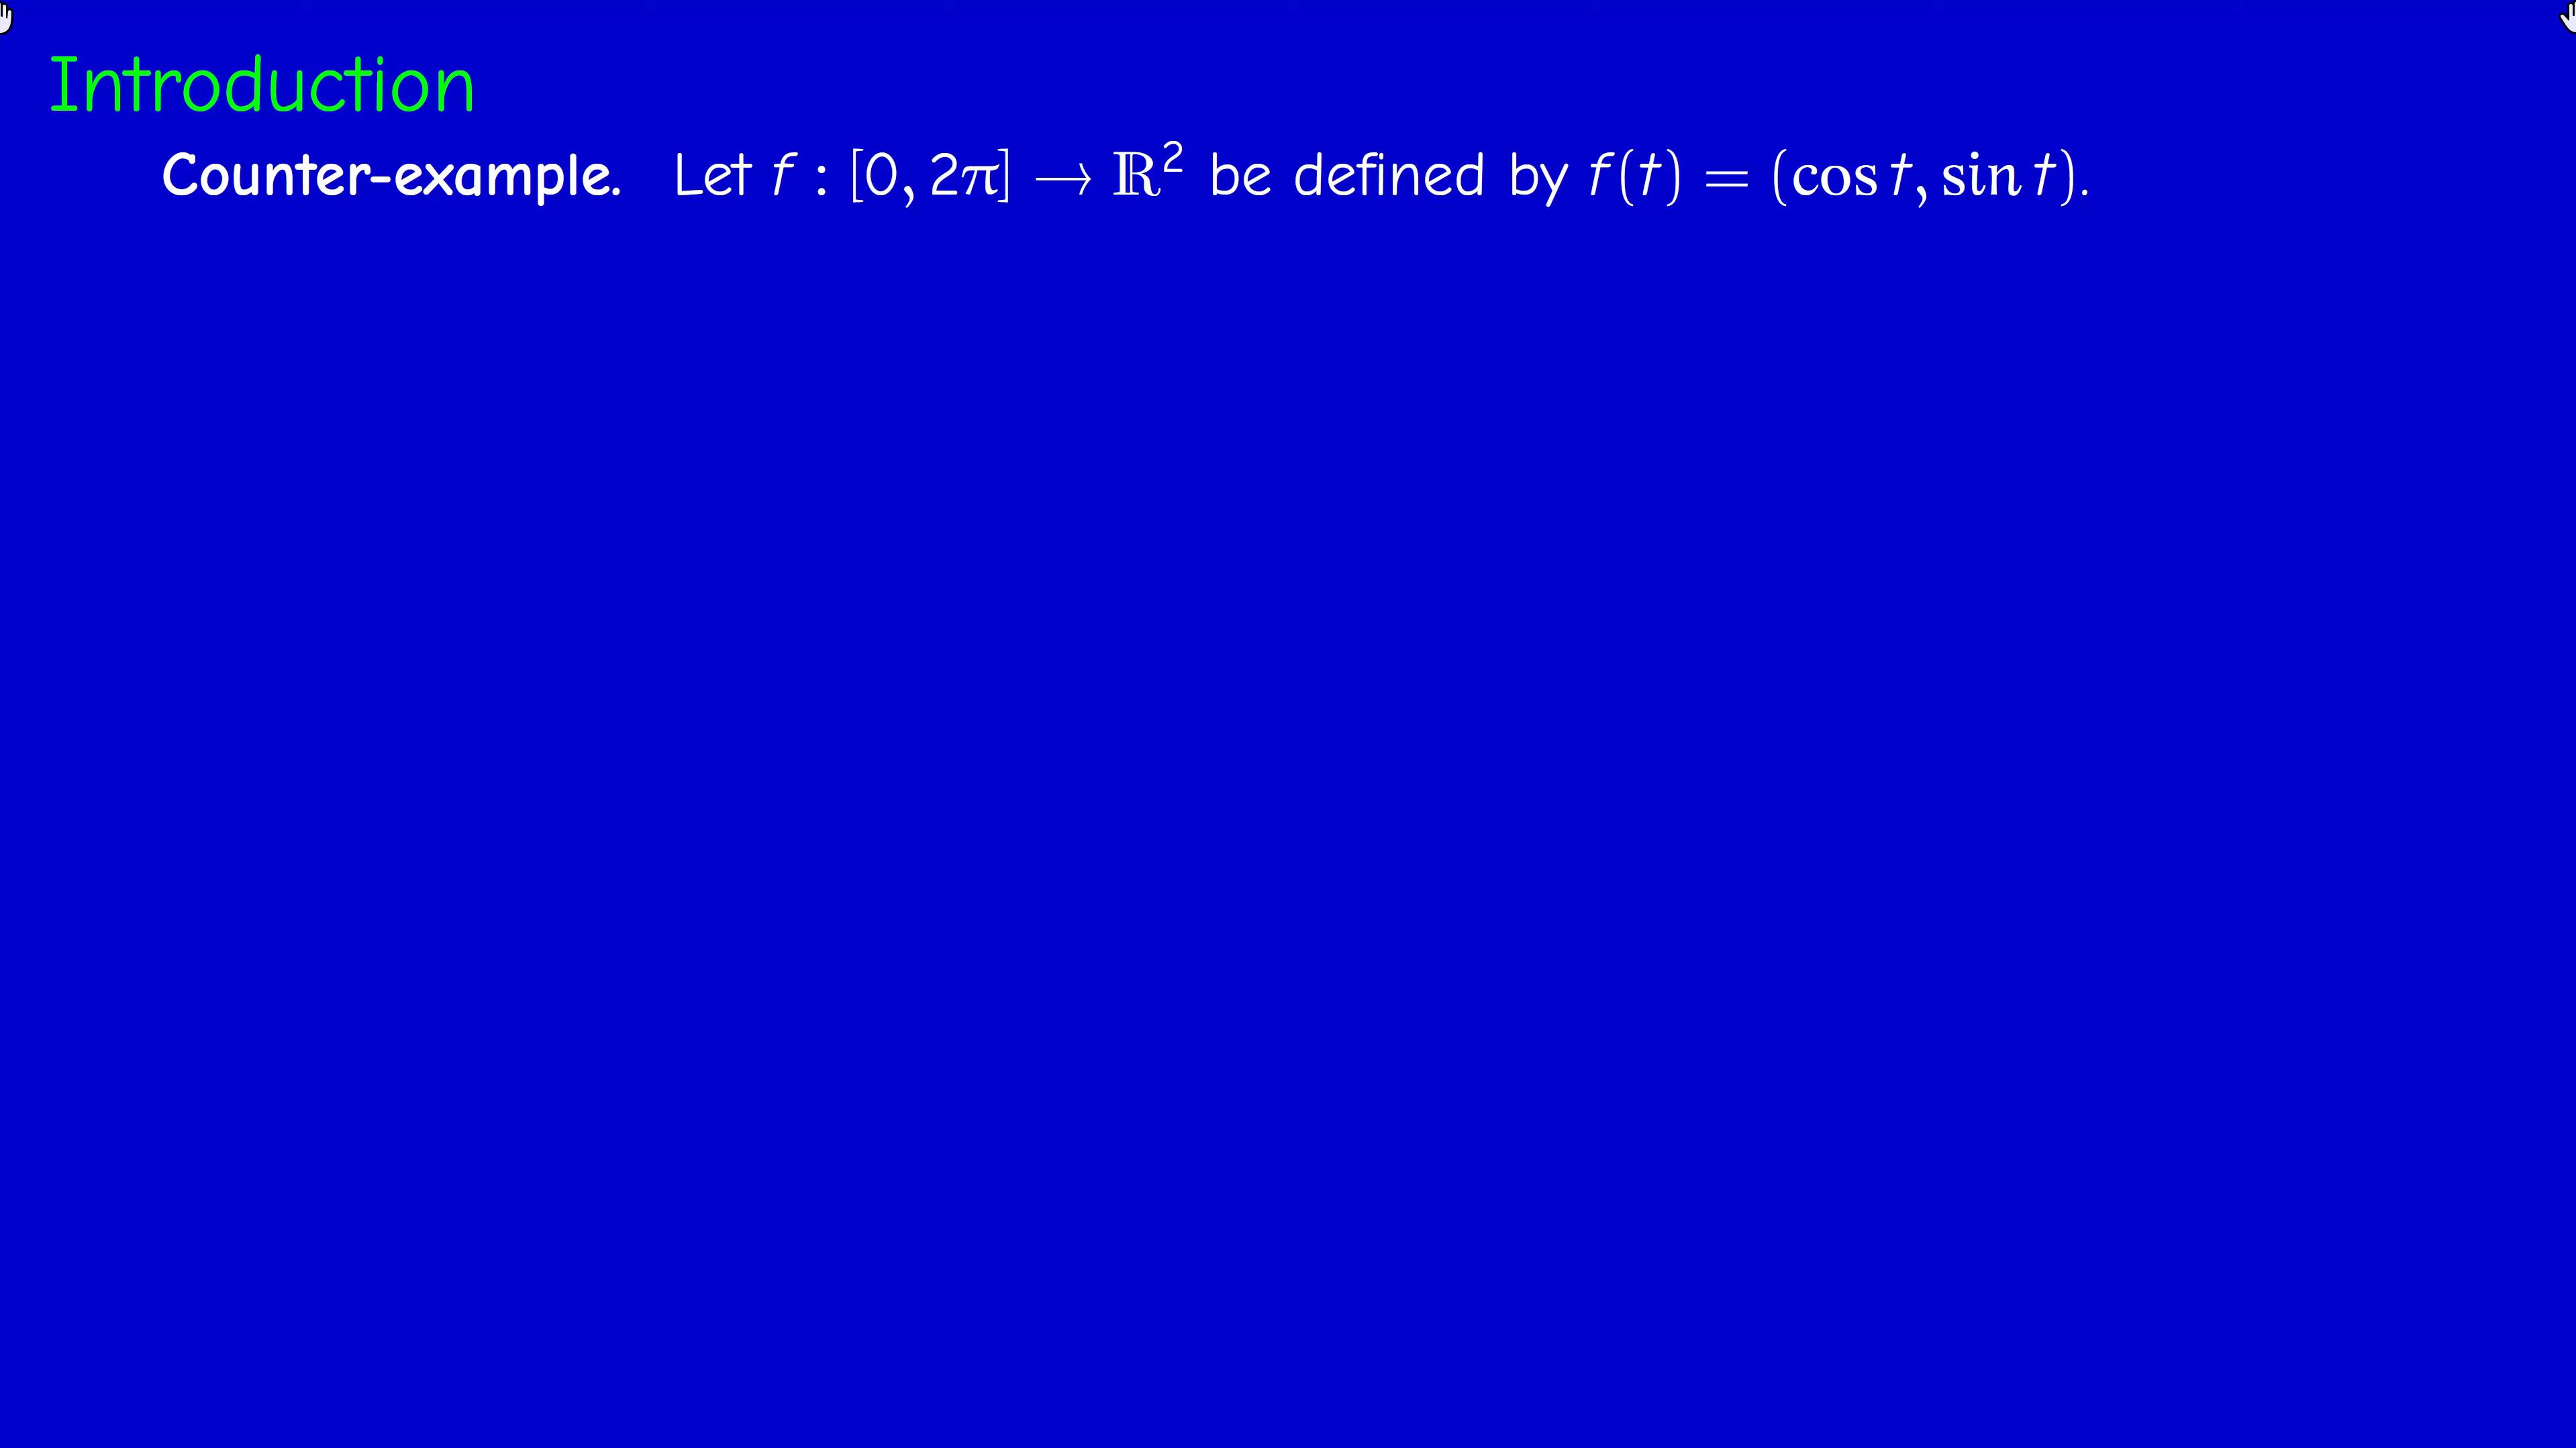 Introduction
Counter-example. Let f : [0, 2π] → ℝ² be defined by f(t) = (cos t, sin t).